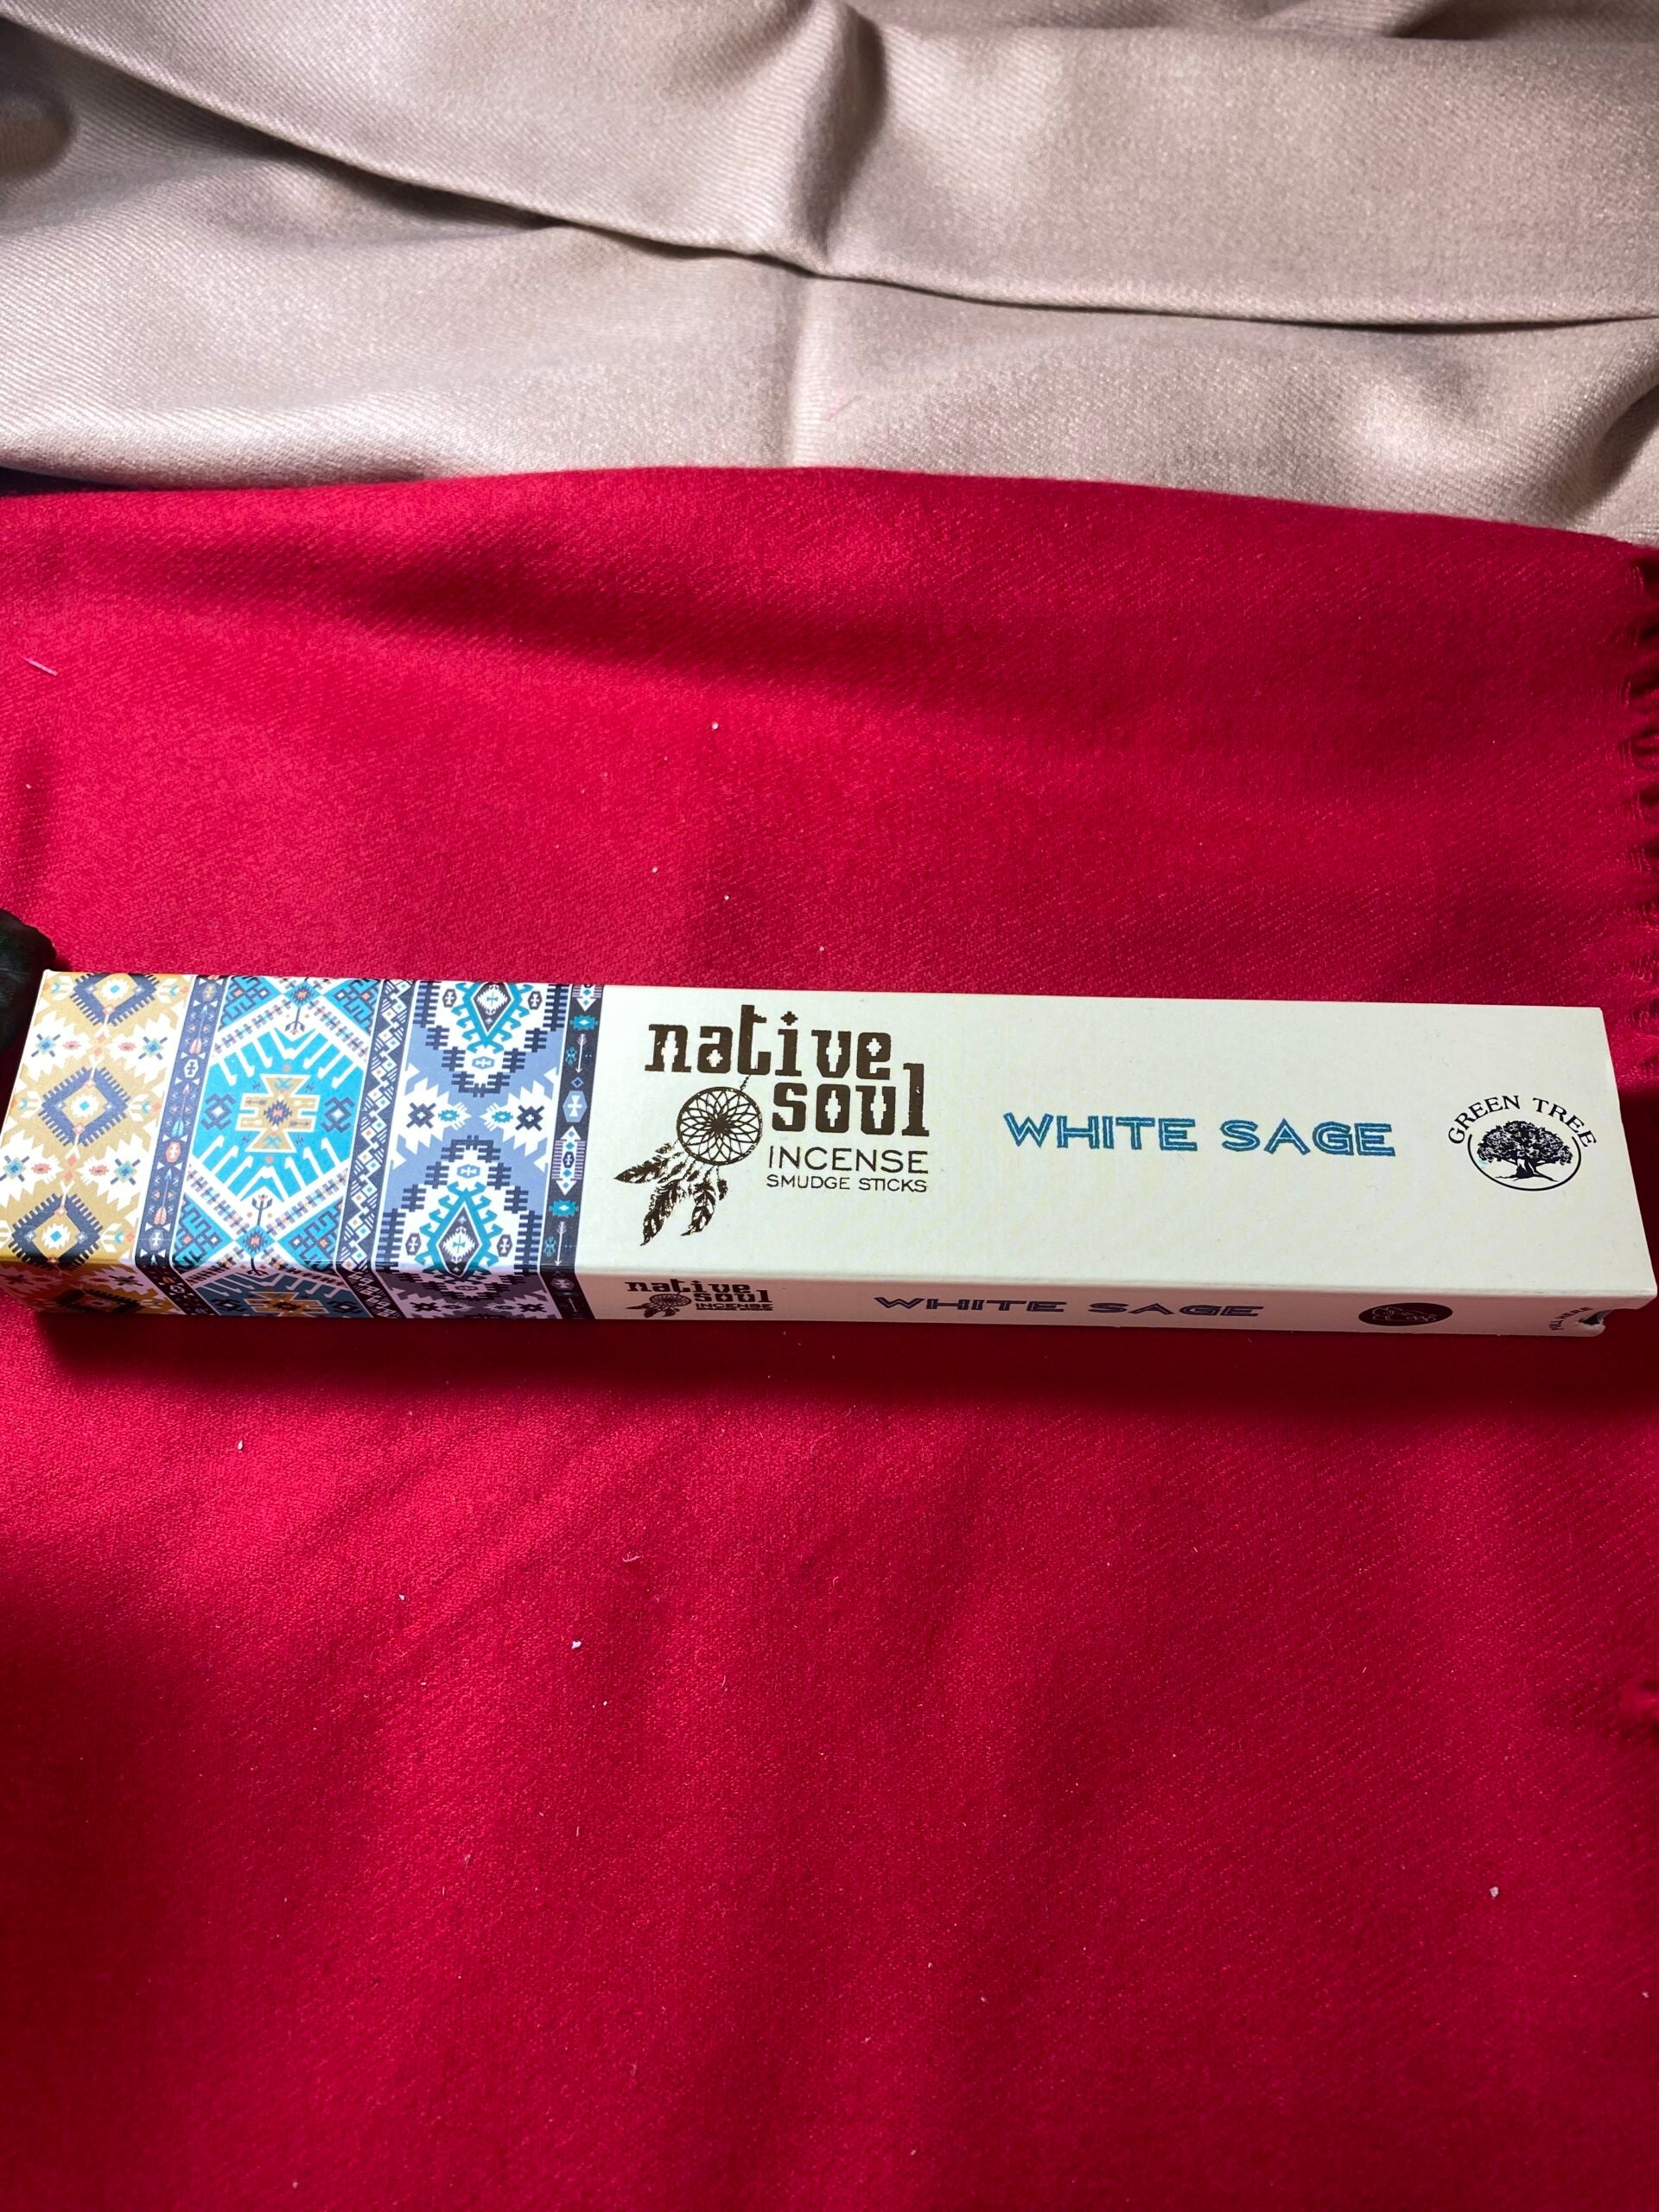 native
soul
INCENSE
SMUDGE STICKS
WHITE SAGE
GREEN TREE
native
soul
INCENSE
WHITE SAGE